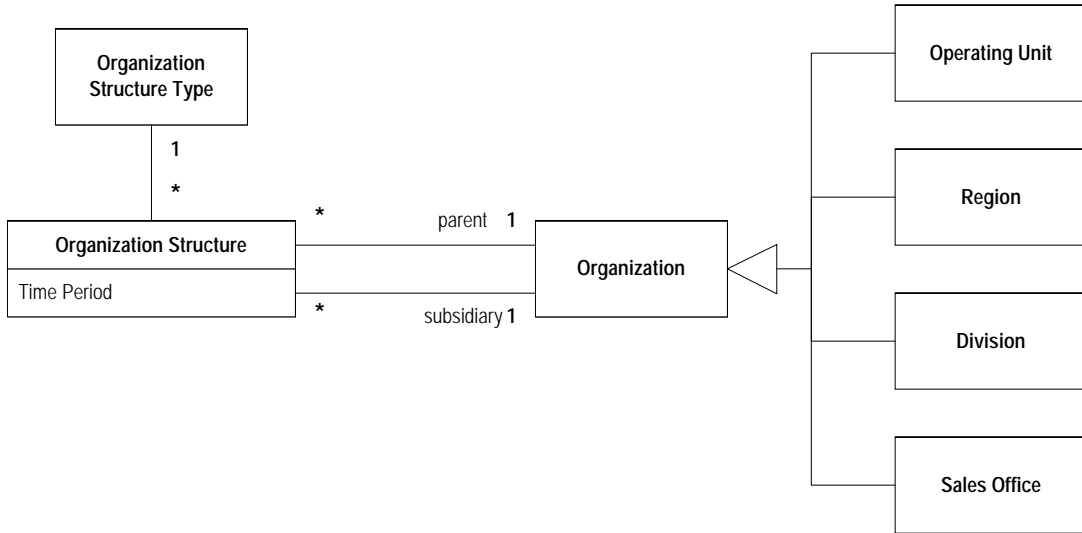 Organization
Structure Type
1
*
Organization Structure
Time Period
*
parent 1
*
subsidiary 1
Organization
Operating Unit
Region
Division
Sales Office